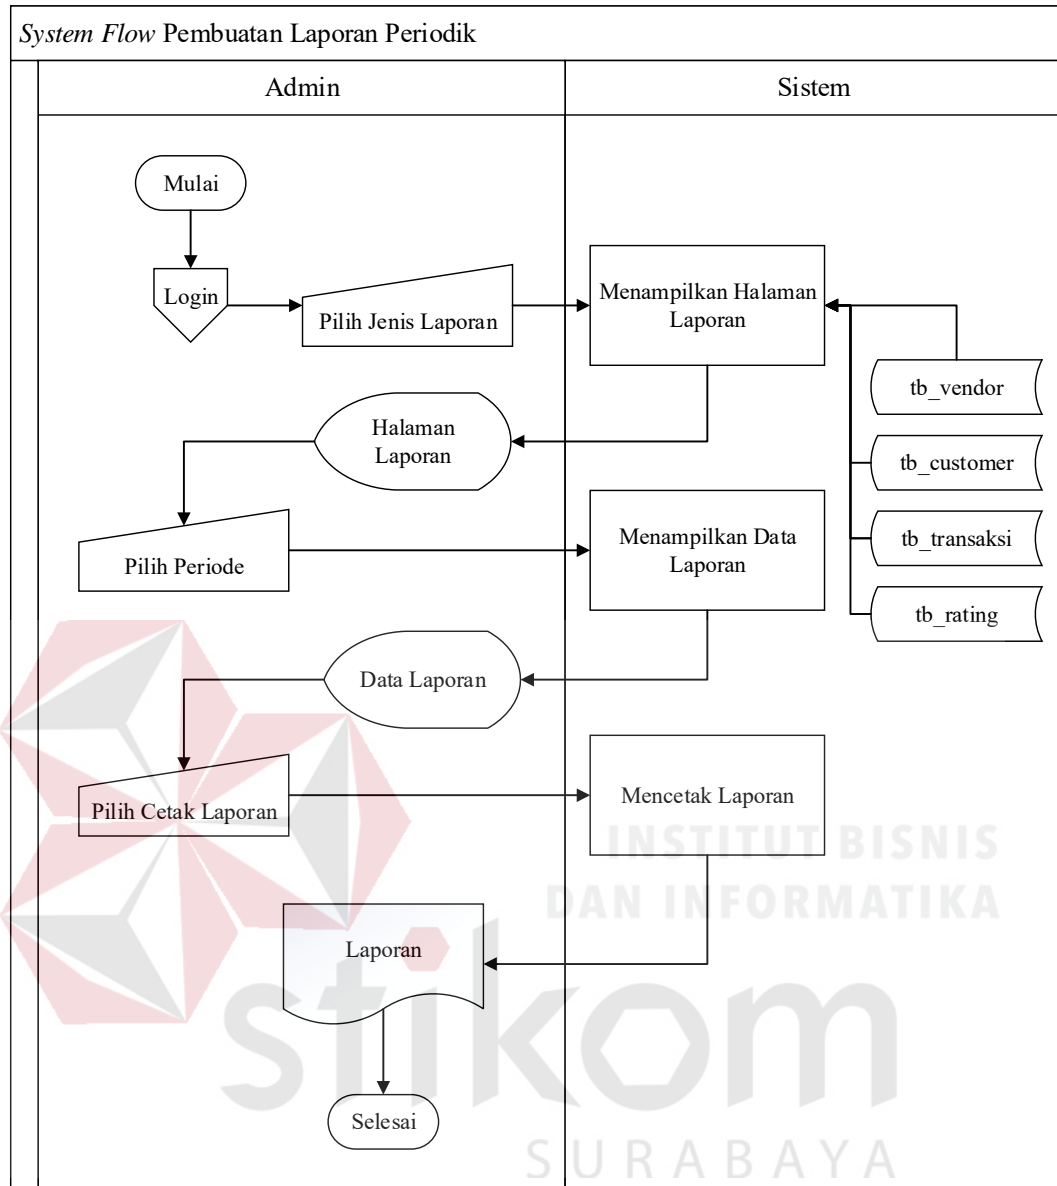 System Flow Pembuatan Laporan Periodik
Admin
Sistem
Mulai
Login
Pilih Jenis Laporan
Menampilkan Halaman
Laporan
tb_vendor
Halaman
Laporan
tb_customer
Pilih Periode
Menampilkan Data
Laporan
tb_transaksi
tb_rating
Data Laporan
Pilih Cetak Laporan
Mencetak Laporan
INSTITUT BISNIS
DAN INFORMATIKA
Laporan
stikom
Selesai
SURABAYA